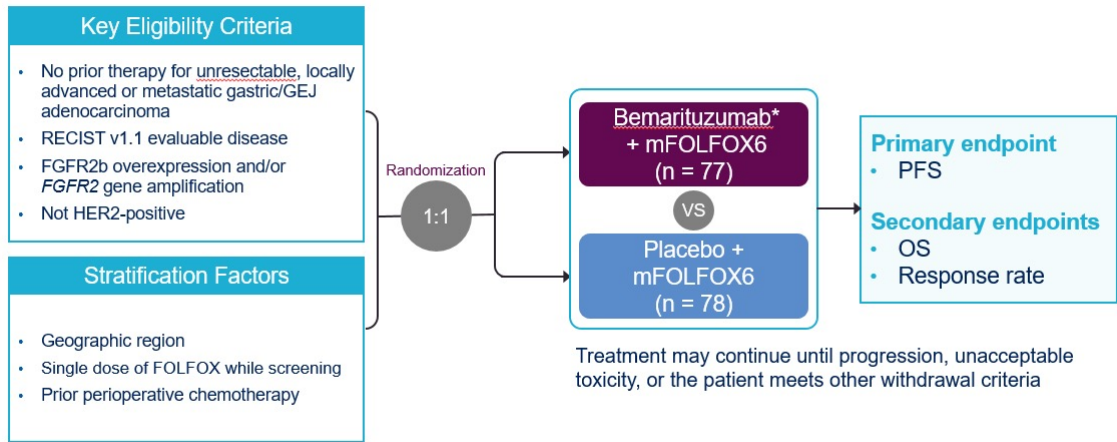 Key Eligibility Criteria
• No prior therapy for unresectable, locally
advanced or metastatic gastric/GEJ
adenocarcinoma
• RECIST v1.1 evaluable disease
• FGFR2b overexpression and/or
FGFR2 gene amplification
• Not HER2-positive
Stratification Factors
• Geographic region
• Single dose of FOLFOX while screening
• Prior perioperative chemotherapy
Randomization
1:1
Bemarituzumab*
+ mFOLFOX6
(n = 77)
VS
Placebo +
mFOLFOX6
(n = 78)
Treatment may continue until progression, unacceptable
toxicity, or the patient meets other withdrawal criteria
Primary endpoint
• PFS
Secondary endpoints
• OS
• Response rate